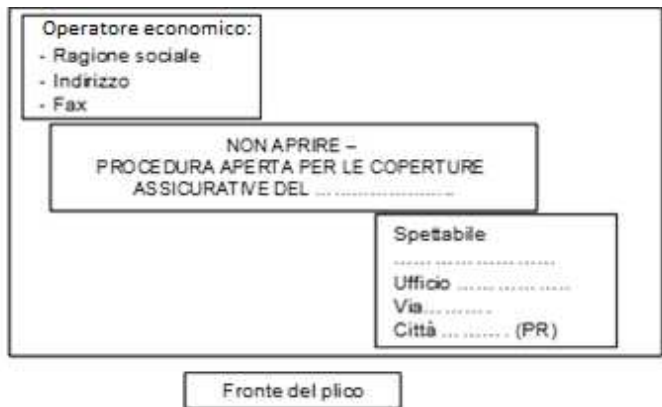 Operatore economico:
- Ragione sociale
- Indirizzo
- Fax
NON APRIRE –
PROCEDURA APERTA PER LE COPERTURE
ASSICURATIVE DEL ……………………..
Spettabile
…… …… …… …… ……
Ufficio …… …… …… ……..
Via……….
Città ………. (PR)
Fronte del plico